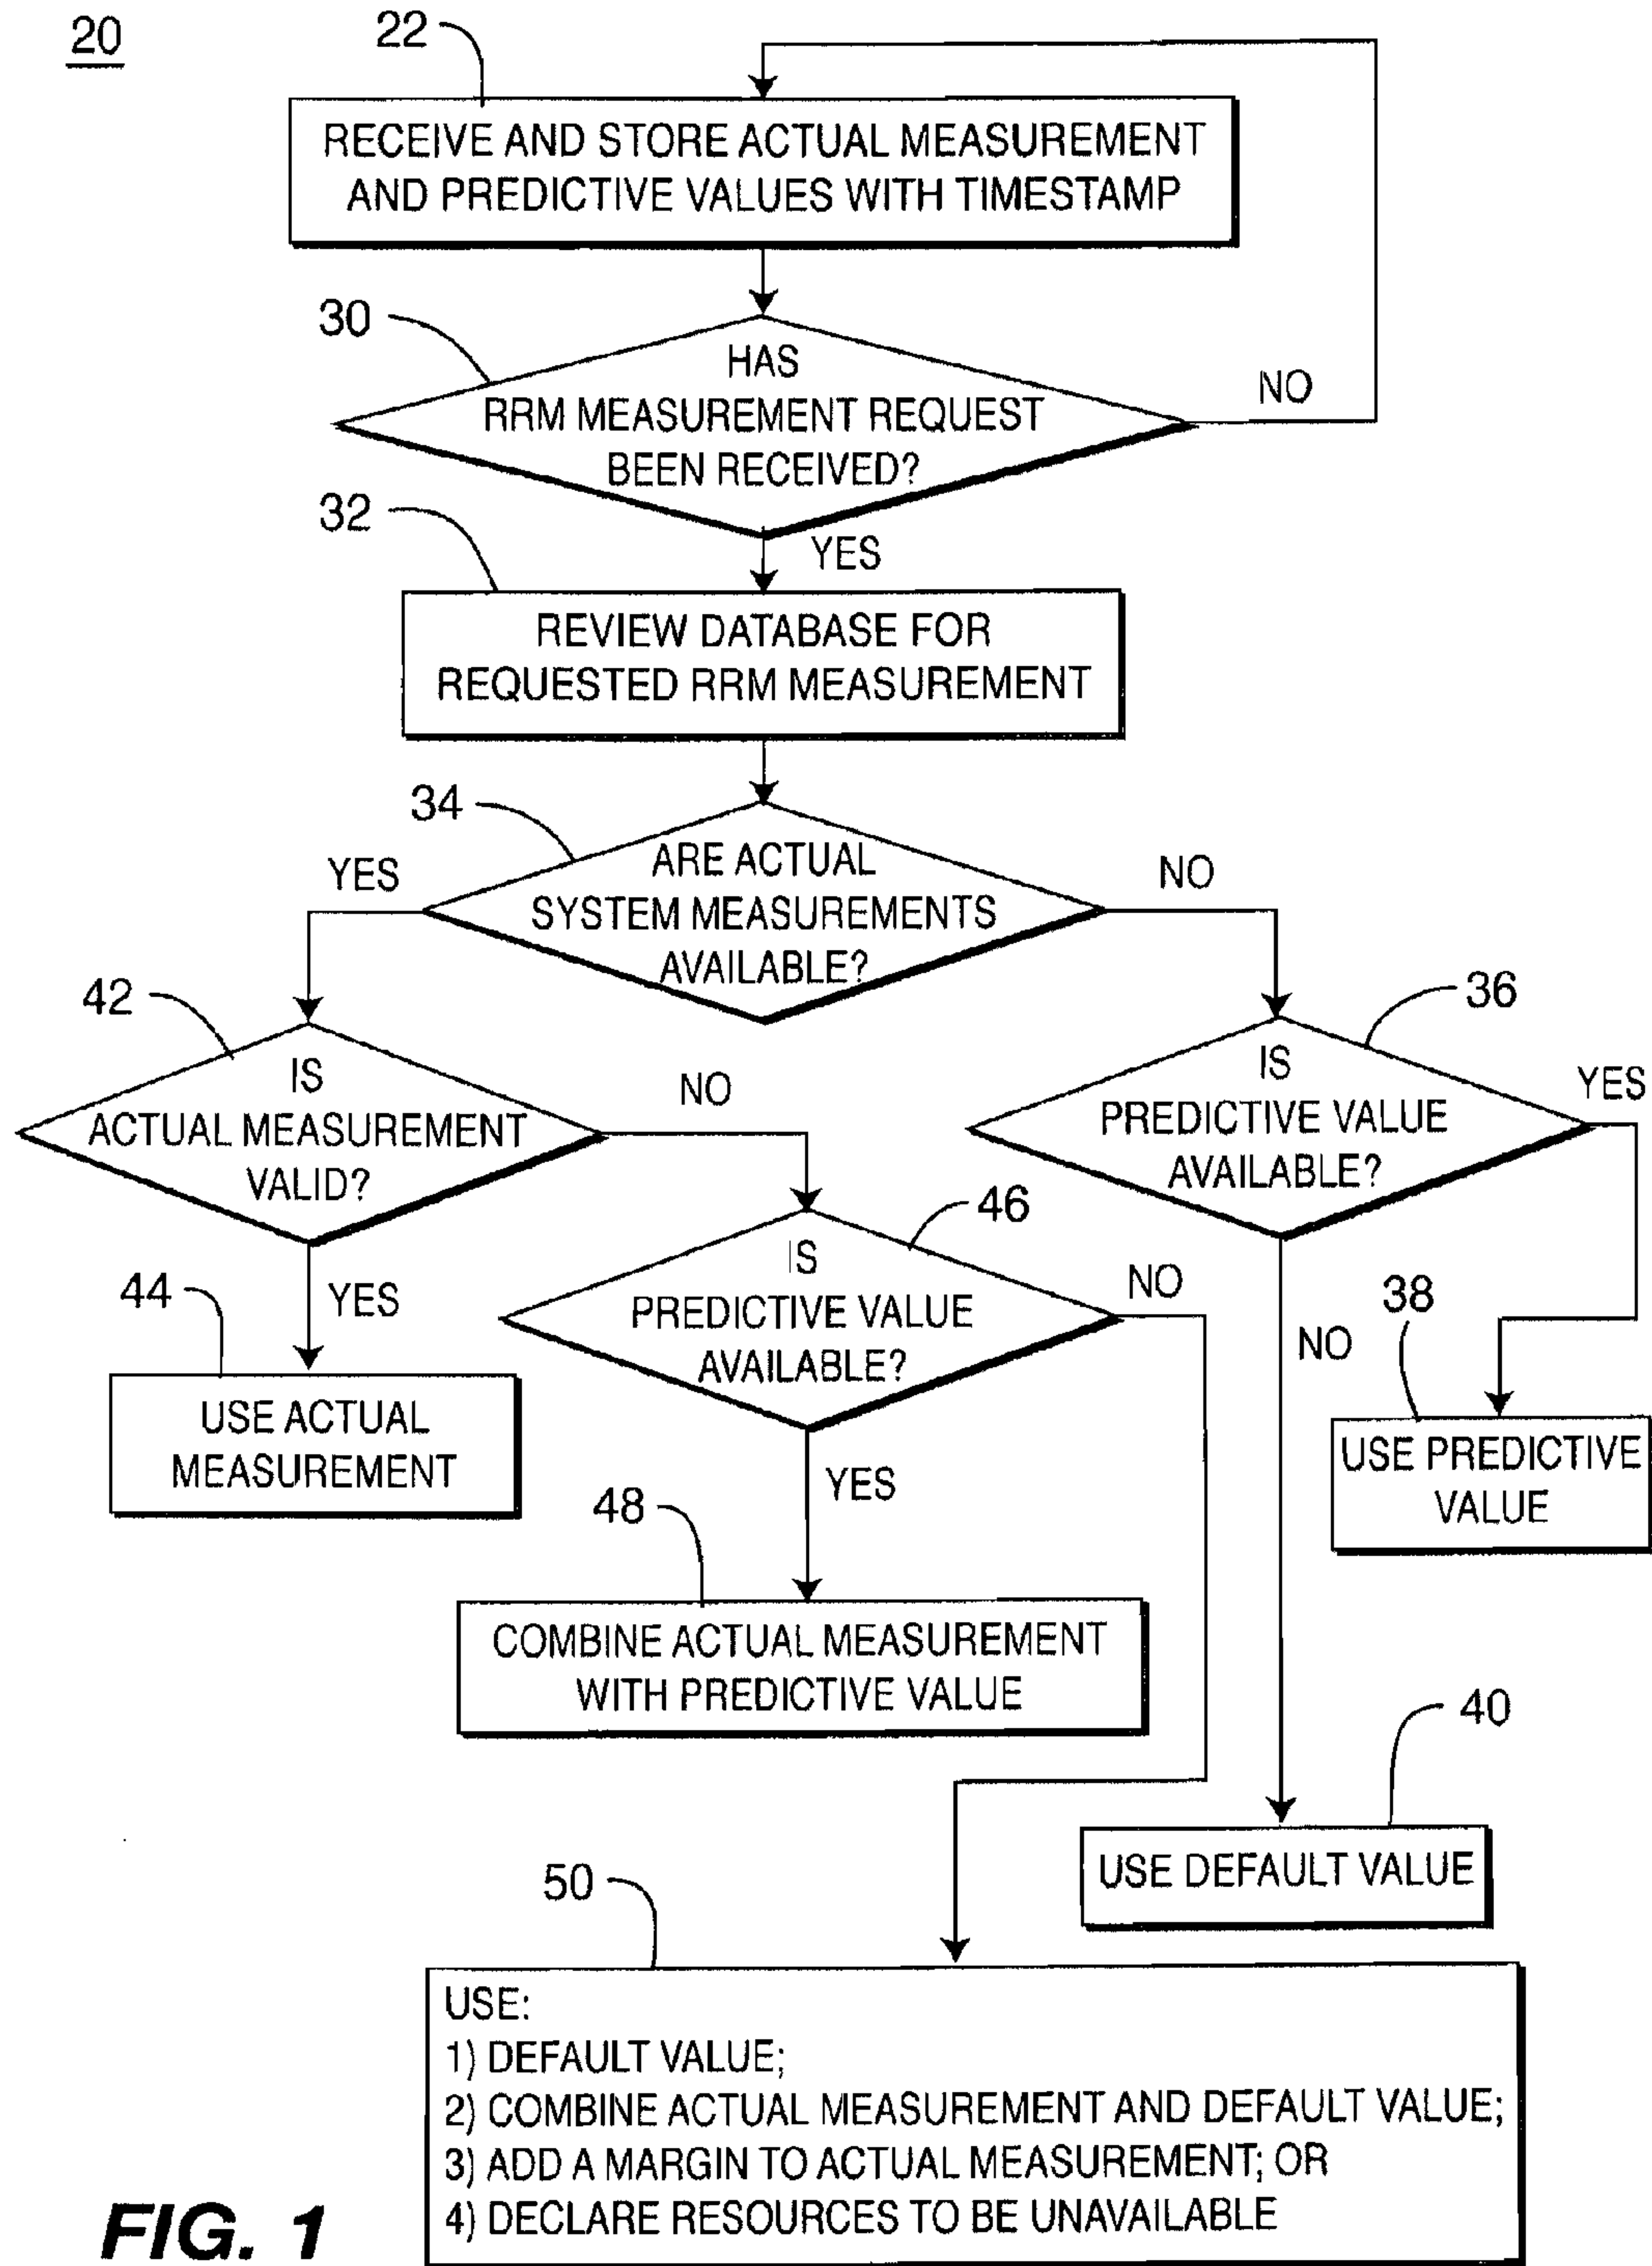 20
22
RECEIVE AND STORE ACTUAL MEASUREMENT
AND PREDICTIVE VALUES WITH TIMESTAMP
30
HAS
RRM MEASUREMENT REQUEST
BEEN RECEIVED?
NO
32
YES
REVIEW DATABASE FOR
REQUESTED RRM MEASUREMENT
34
YES
ARE ACTUAL
SYSTEM MEASUREMENTS
AVAILABLE?
NO
42
IS
ACTUAL MEASUREMENT
VALID?
NO
36
IS
PREDICTIVE VALUE
AVAILABLE?
YES
44
YES
USE ACTUAL
MEASUREMENT
46
IS
PREDICTIVE VALUE
AVAILABLE?
NO
NO
38
USE PREDICTIVE
VALUE
48
YES
COMBINE ACTUAL MEASUREMENT
WITH PREDICTIVE VALUE
40
USE DEFAULT VALUE
50
USE:
1) DEFAULT VALUE;
2) COMBINE ACTUAL MEASUREMENT AND DEFAULT VALUE;
3) ADD A MARGIN TO ACTUAL MEASUREMENT; OR
4) DECLARE RESOURCES TO BE UNAVAILABLE
FIG. 1